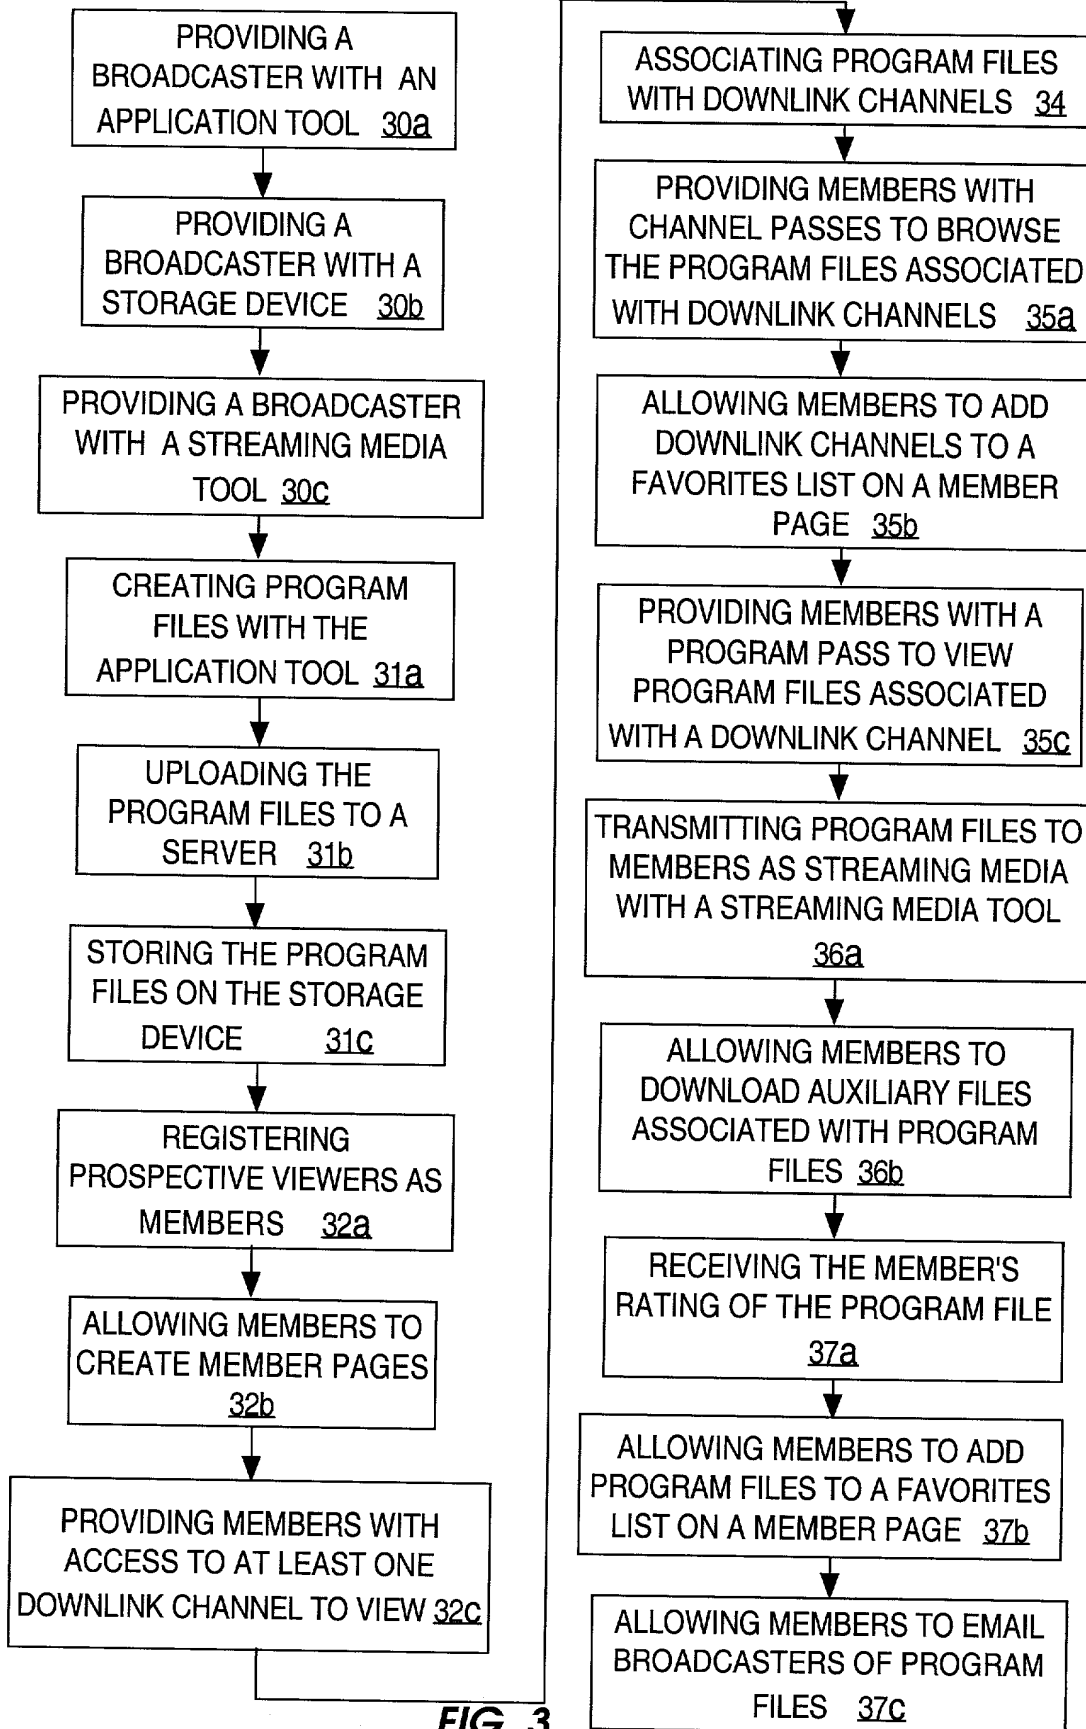 PROVIDING A
BROADCASTER WITH AN
APPLICATION TOOL 30a
PROVIDING A
BROADCASTER WITH A
STORAGE DEVICE 30b
PROVIDING A BROADCASTER
WITH A STREAMING MEDIA
TOOL 30c
CREATING PROGRAM
FILES WITH THE
APPLICATION TOOL 31a
UPLOADING THE
PROGRAM FILES TO A
SERVER 31b
STORING THE PROGRAM
FILES ON THE STORAGE
DEVICE 31c
REGISTERING
PROSPECTIVE VIEWERS AS
MEMBERS 32a
ALLOWING MEMBERS TO
CREATE MEMBER PAGES
32b
PROVIDING MEMBERS WITH
ACCESS TO AT LEAST ONE
DOWNLINK CHANNEL TO VIEW 32c
ASSOCIATING PROGRAM FILES
WITH DOWNLINK CHANNELS 34
PROVIDING MEMBERS WITH
CHANNEL PASSES TO BROWSE
THE PROGRAM FILES ASSOCIATED
WITH DOWNLINK CHANNELS 35a
ALLOWING MEMBERS TO ADD
DOWNLINK CHANNELS TO A
FAVORITES LIST ON A MEMBER
PAGE 35b
PROVIDING MEMBERS WITH A
PROGRAM PASS TO VIEW
PROGRAM FILES ASSOCIATED
WITH A DOWNLINK CHANNEL 35c
TRANSMITTING PROGRAM FILES TO
MEMBERS AS STREAMING MEDIA
WITH A STREAMING MEDIA TOOL
36a
ALLOWING MEMBERS TO
DOWNLOAD AUXILIARY FILES
ASSOCIATED WITH PROGRAM
FILES 36b
RECEIVING THE MEMBER'S
RATING OF THE PROGRAM FILE
37a
ALLOWING MEMBERS TO ADD
PROGRAM FILES TO A FAVORITES
LIST ON A MEMBER PAGE 37b
ALLOWING MEMBERS TO EMAIL
BROADCASTERS OF PROGRAM
FILES 37c
FIG. 3